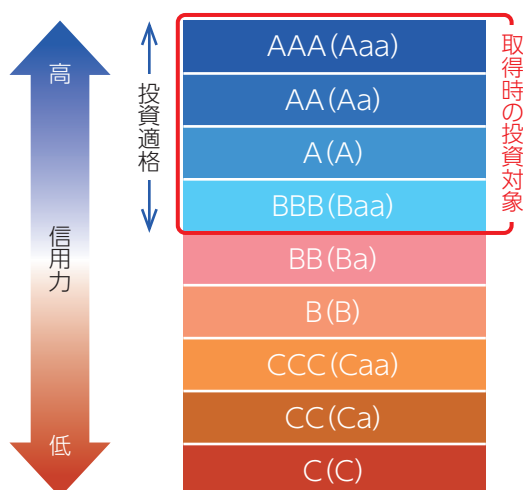 高
信用力
低
投資適格
AAA(Aaa)
AA(Aa)
A(A)
BBB(Baa)
BB(Ba)
B(B)
CCC(Caa)
CC(Ca)
C(C)
取得時の投資対象